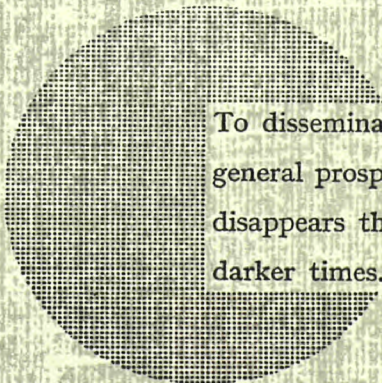 To dissemina
general prosp
disappears th
darker times.